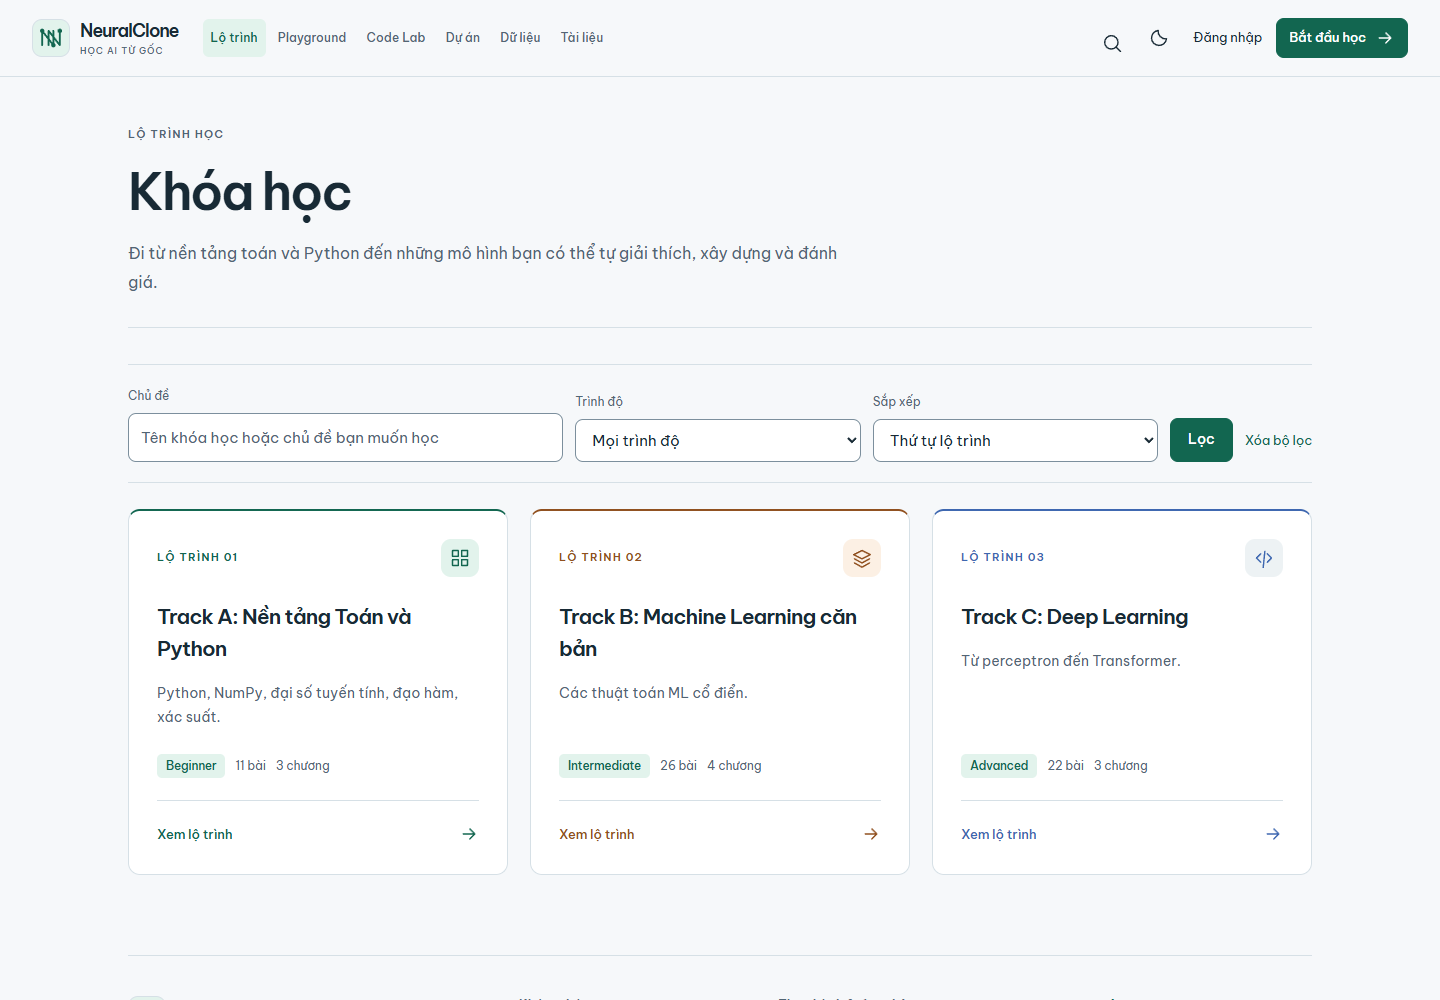 NeuralClone
HỌC AI TỪ GỐC
Lộ trình
Playground
Code Lab
Dự án
Dữ liệu
Tài liệu
Đăng nhập
Bắt đầu học
LỘ TRÌNH HỌC
Khóa học
Đi từ nền tảng toán và Python đến những mô hình bạn có thể tự giải thích, xây dựng và đánh
giá.
Chủ đề
Tên khóa học hoặc chủ đề bạn muốn học
Trình độ
Mọi trình độ
Sắp xếp
Thứ tự lộ trình
Lọc
Xóa bộ lọc
LỘ TRÌNH 01
Track A: Nền tảng Toán và
Python
Python, NumPy, đại số tuyến tính, đạo hàm,
xác suất.
Beginner 11 bài 3 chương
Xem lộ trình
LỘ TRÌNH 02
Track B: Machine Learning căn
bản
Các thuật toán ML cổ điển.
Intermediate 26 bài 4 chương
Xem lộ trình
LỘ TRÌNH 03
Track C: Deep Learning
Từ perceptron đến Transformer.
Advanced 22 bài 3 chương
Xem lộ trình